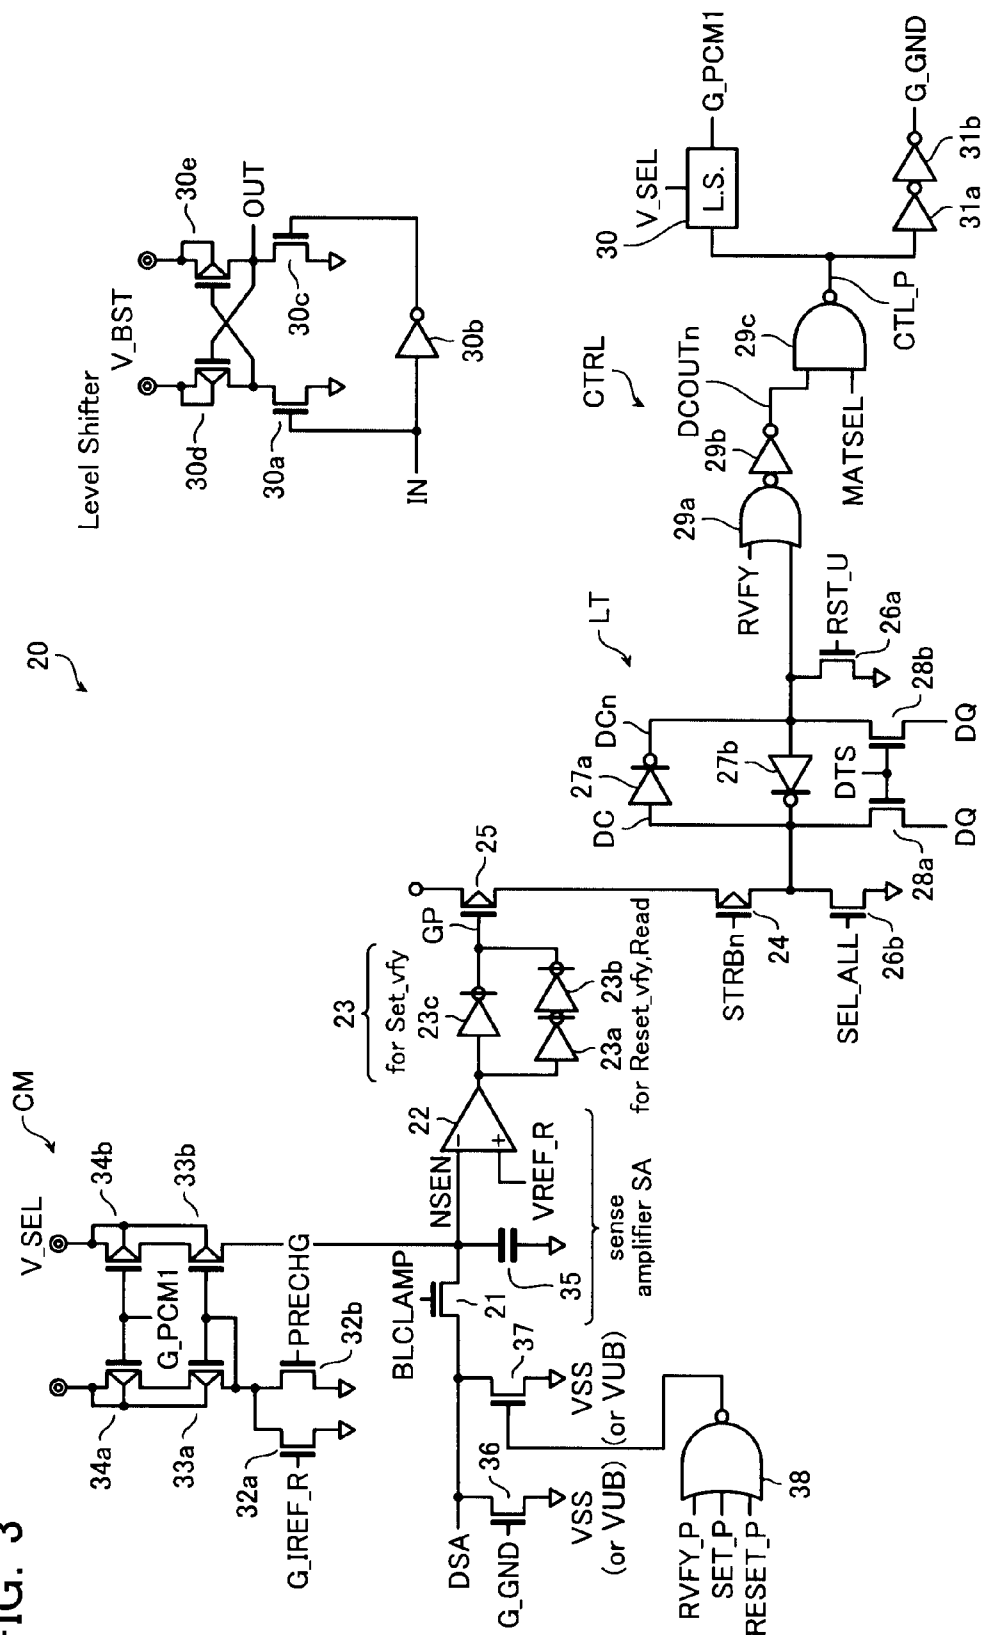 FIG. 3
20
Level Shifter
V_BST
30d
30e
OUT
30a
30c
IN
30b
CM
V_SEL
34a
34b
G_PCM1
33a
33b
32a
G_IREF_R
PRECHG
32b
23
for Set_vfy
23c
GP
25
23a
23b
for Reset_vfy,Read
22
NSEN
-
+
VREF_R
BLCLAMP
21
35
sense
amplifier SA
DSA
G_GND
36
VSS
(or VUB)
37
VSS
(or VUB)
RVFY_P
SET_P
RESET_P
38
STRBn
24
SEL_ALL
26b
LT
DC
27a
DCn
27b
DTS
28a
28b
DQ
DQ
RST_U
26a
CTRL
RVFY
29a
29b
DCOUTn
MATSEL
29c
CTL_P
30
V_SEL
L.S.
G_PCM1
31a
31b
G_GND